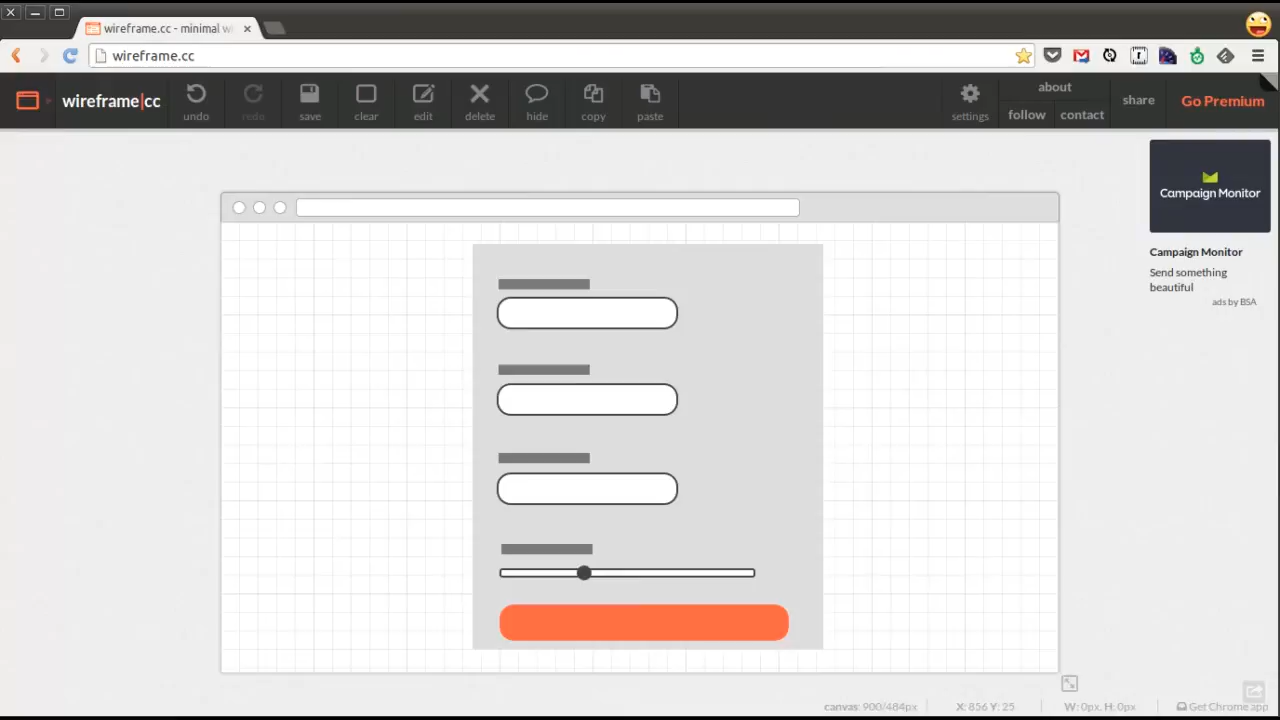 wireframe.cc - minimal w
wireframe.cc
wireframe|cc
undo
redo
save
clear
edit
delete
hide
copy
paste
settings
about
follow
contact
share
Go Premium
Campaign Monitor
Campaign Monitor
Send something
beautiful
ads by BSA
canvas: 900/484px
X: 856 Y: 25
W: 0px, H: 0px
Get Chrome app